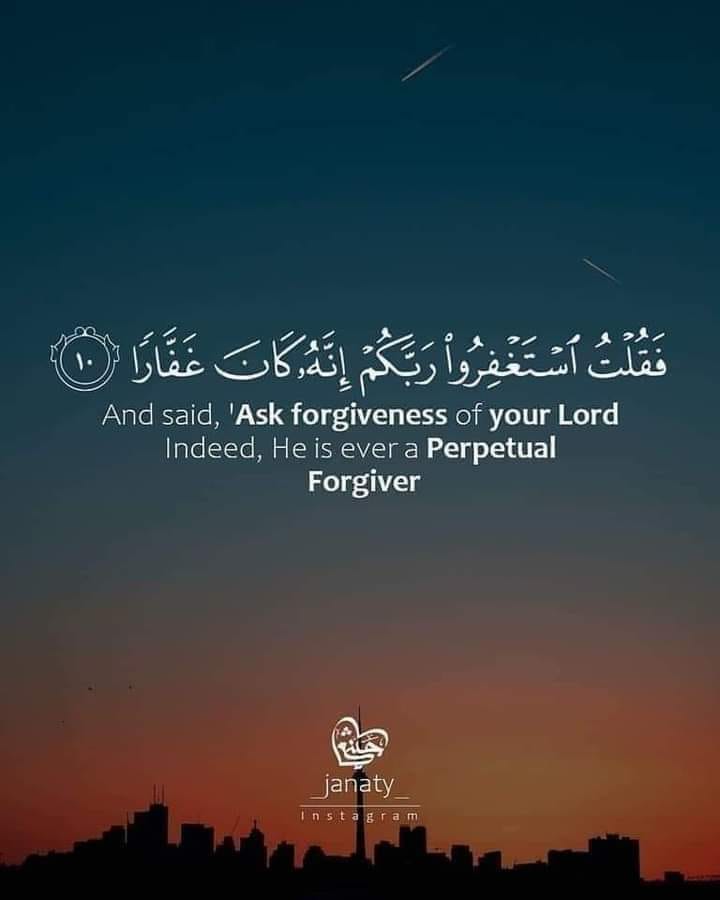 فَقُلْتُ ٱسْتَغْفِرُوا۟ رَبَّكُمْ إِنَّهُۥ كَانَ غَفَّارًا ١٠
And said, 'Ask forgiveness of your Lord
Indeed, He is ever a Perpetual
Forgiver
_janaty_
Instagram